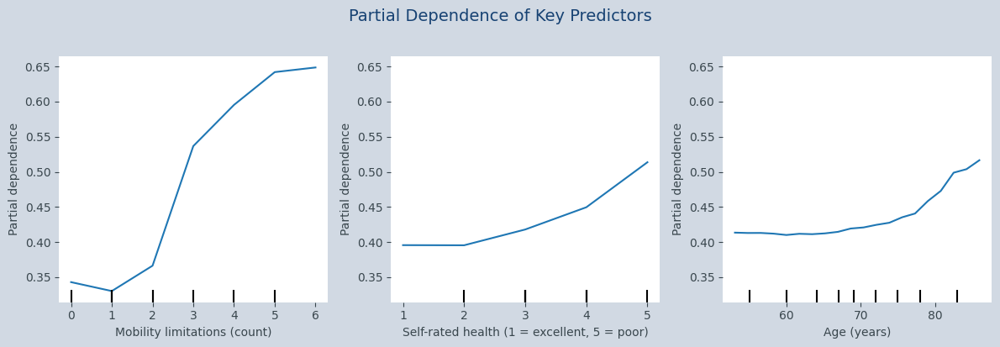 Partial Dependence of Key Predictors
Partial dependence
0.65
0.60
0.55
0.50
0.45
0.40
0.35
0 1 2 3 4 5 6
Mobility limitations (count)
Partial dependence
0.65
0.60
0.55
0.50
0.45
0.40
0.35
1 2 3 4 5
Self-rated health (1 = excellent, 5 = poor)
Partial dependence
0.65
0.60
0.55
0.50
0.45
0.40
0.35
60 70 80
Age (years)